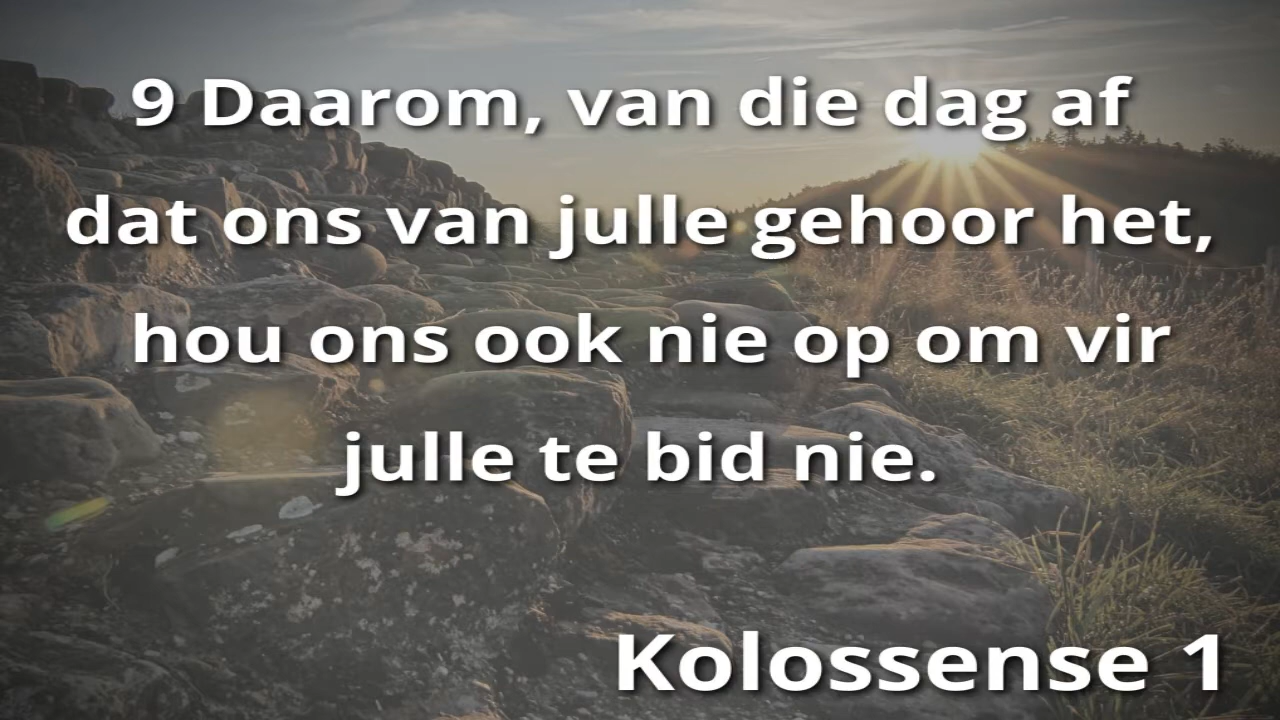 9 Daarom, van die dag af
dat ons van julle gehoor het,
hou ons ook nie op om vir
julle te bid nie.
Kolossense 1